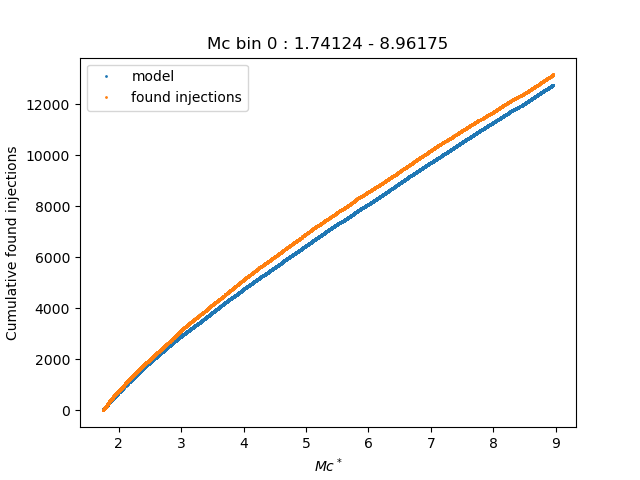 Mc bin 0 : 1.74124 - 8.96175
model
found injections
Cumulative found injections
12000
10000
8000
6000
4000
2000
0
2 3 4 5 6 7 8 9
Mc*